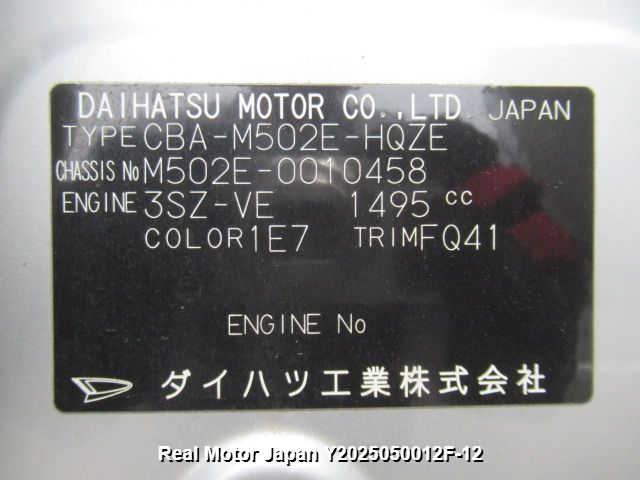 DAIHATSU MOTOR CO.,LTD. JAPAN
TYPE CBA-M502E-HQZE
CHASSIS No M502E-0010458
ENGINE 3SZ-VE 1495 cc
COLOR 1E7 TRIM FQ41
ENGINE No
ダイハツ工業株式会社
Real Motor Japan Y2025050012F-12